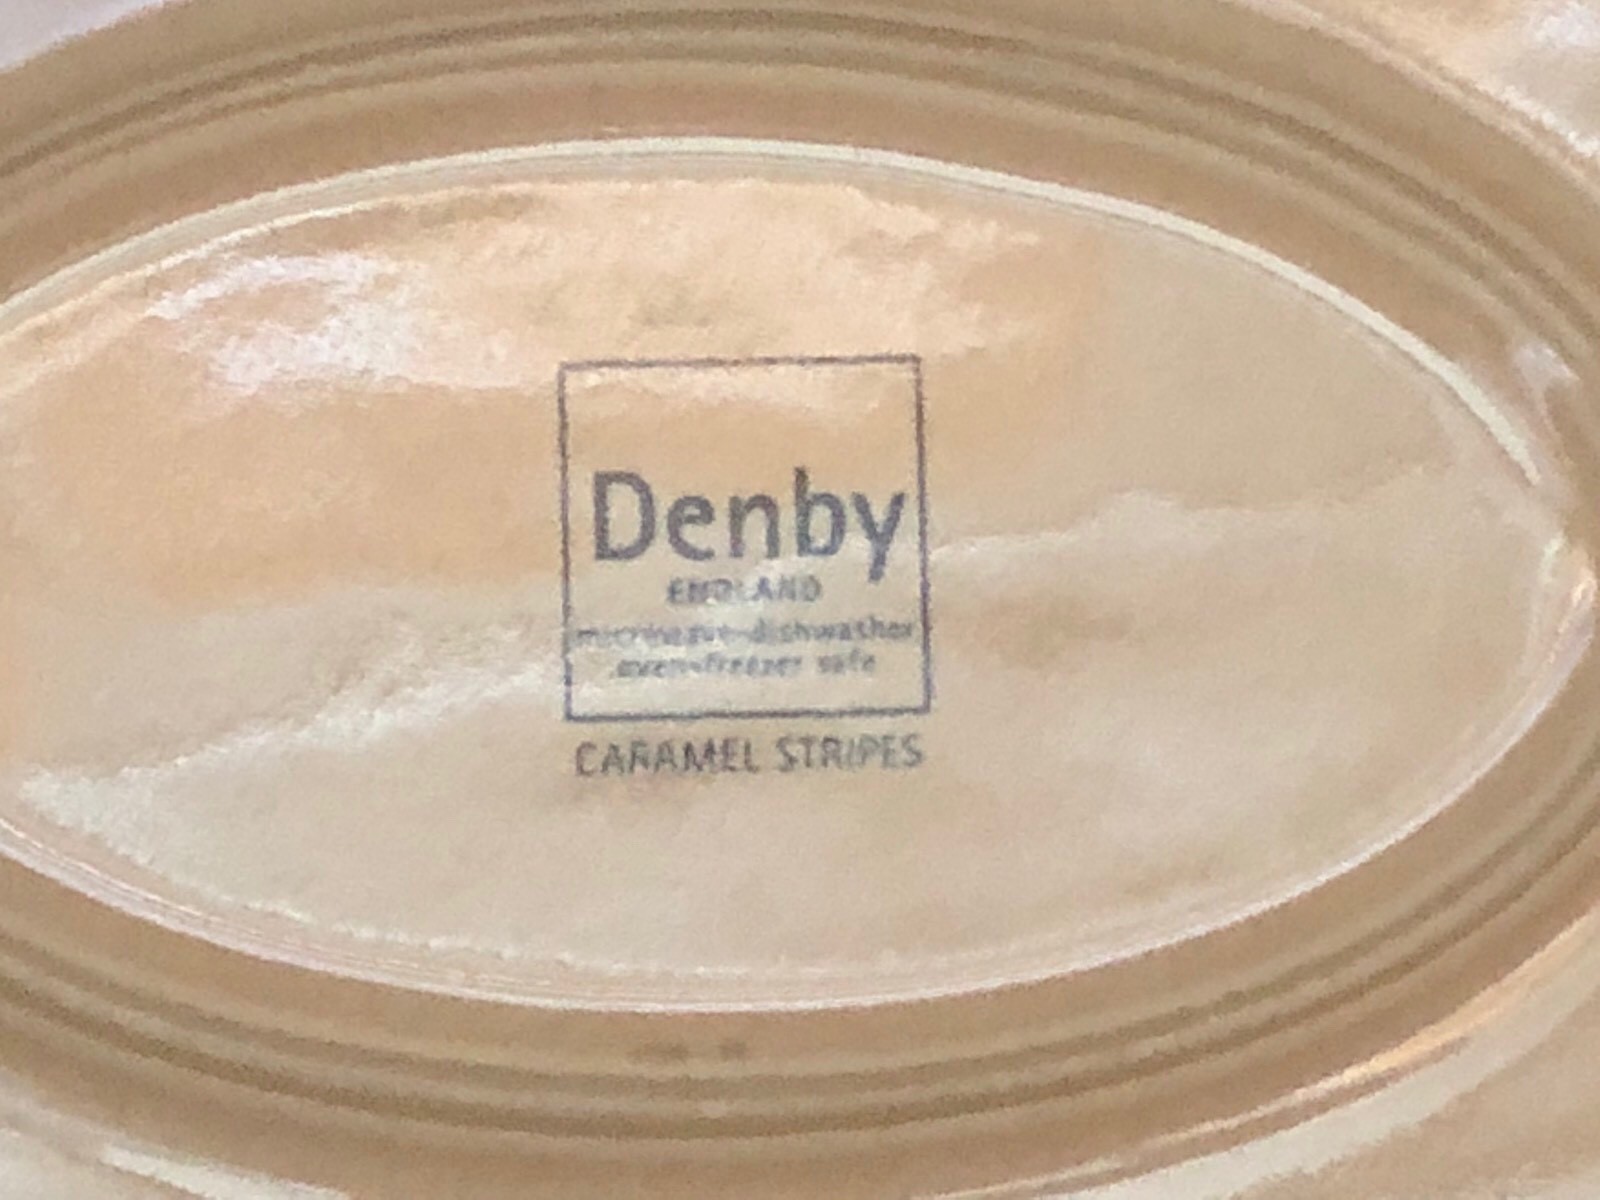 Denby
ENGLAND
microwave•dishwasher
oven•freezer safe
CARAMEL STRIPES